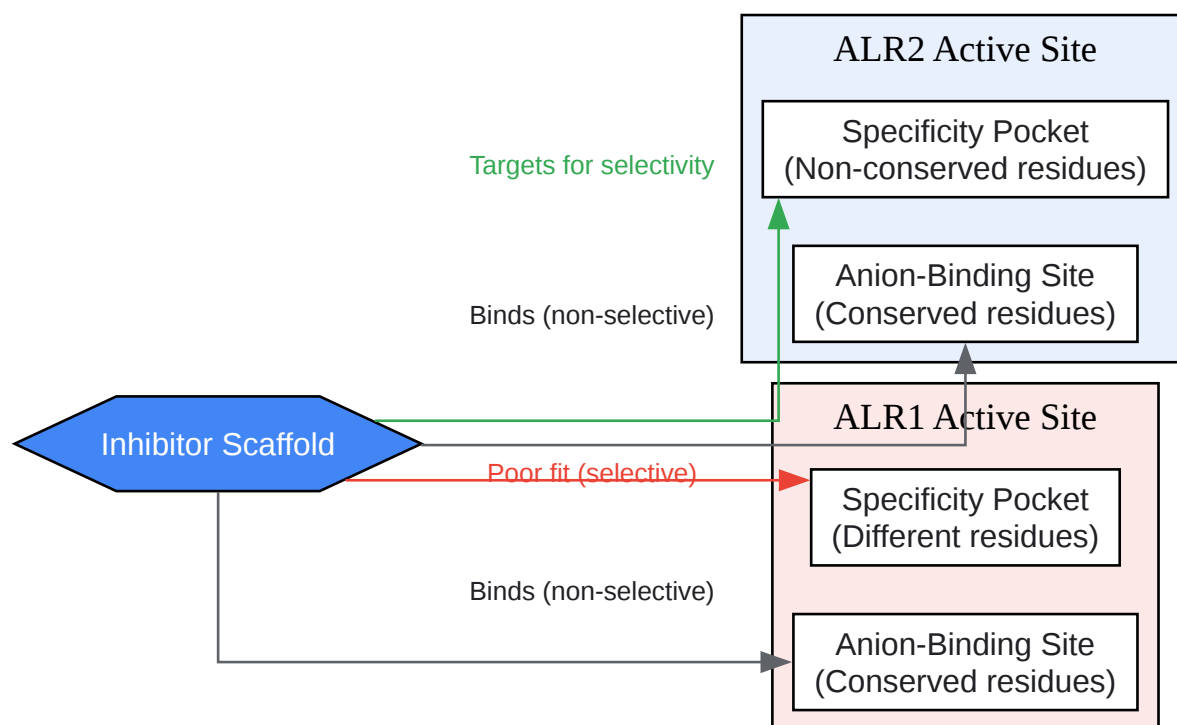 ALR2 Active Site
Specificity Pocket
(Non-conserved residues)
Targets for selectivity
Anion-Binding Site
(Conserved residues)
Binds (non-selective)
ALR1 Active Site
Inhibitor Scaffold
Poor fit (selective)
Specificity Pocket
(Different residues)
Binds (non-selective)
Anion-Binding Site
(Conserved residues)